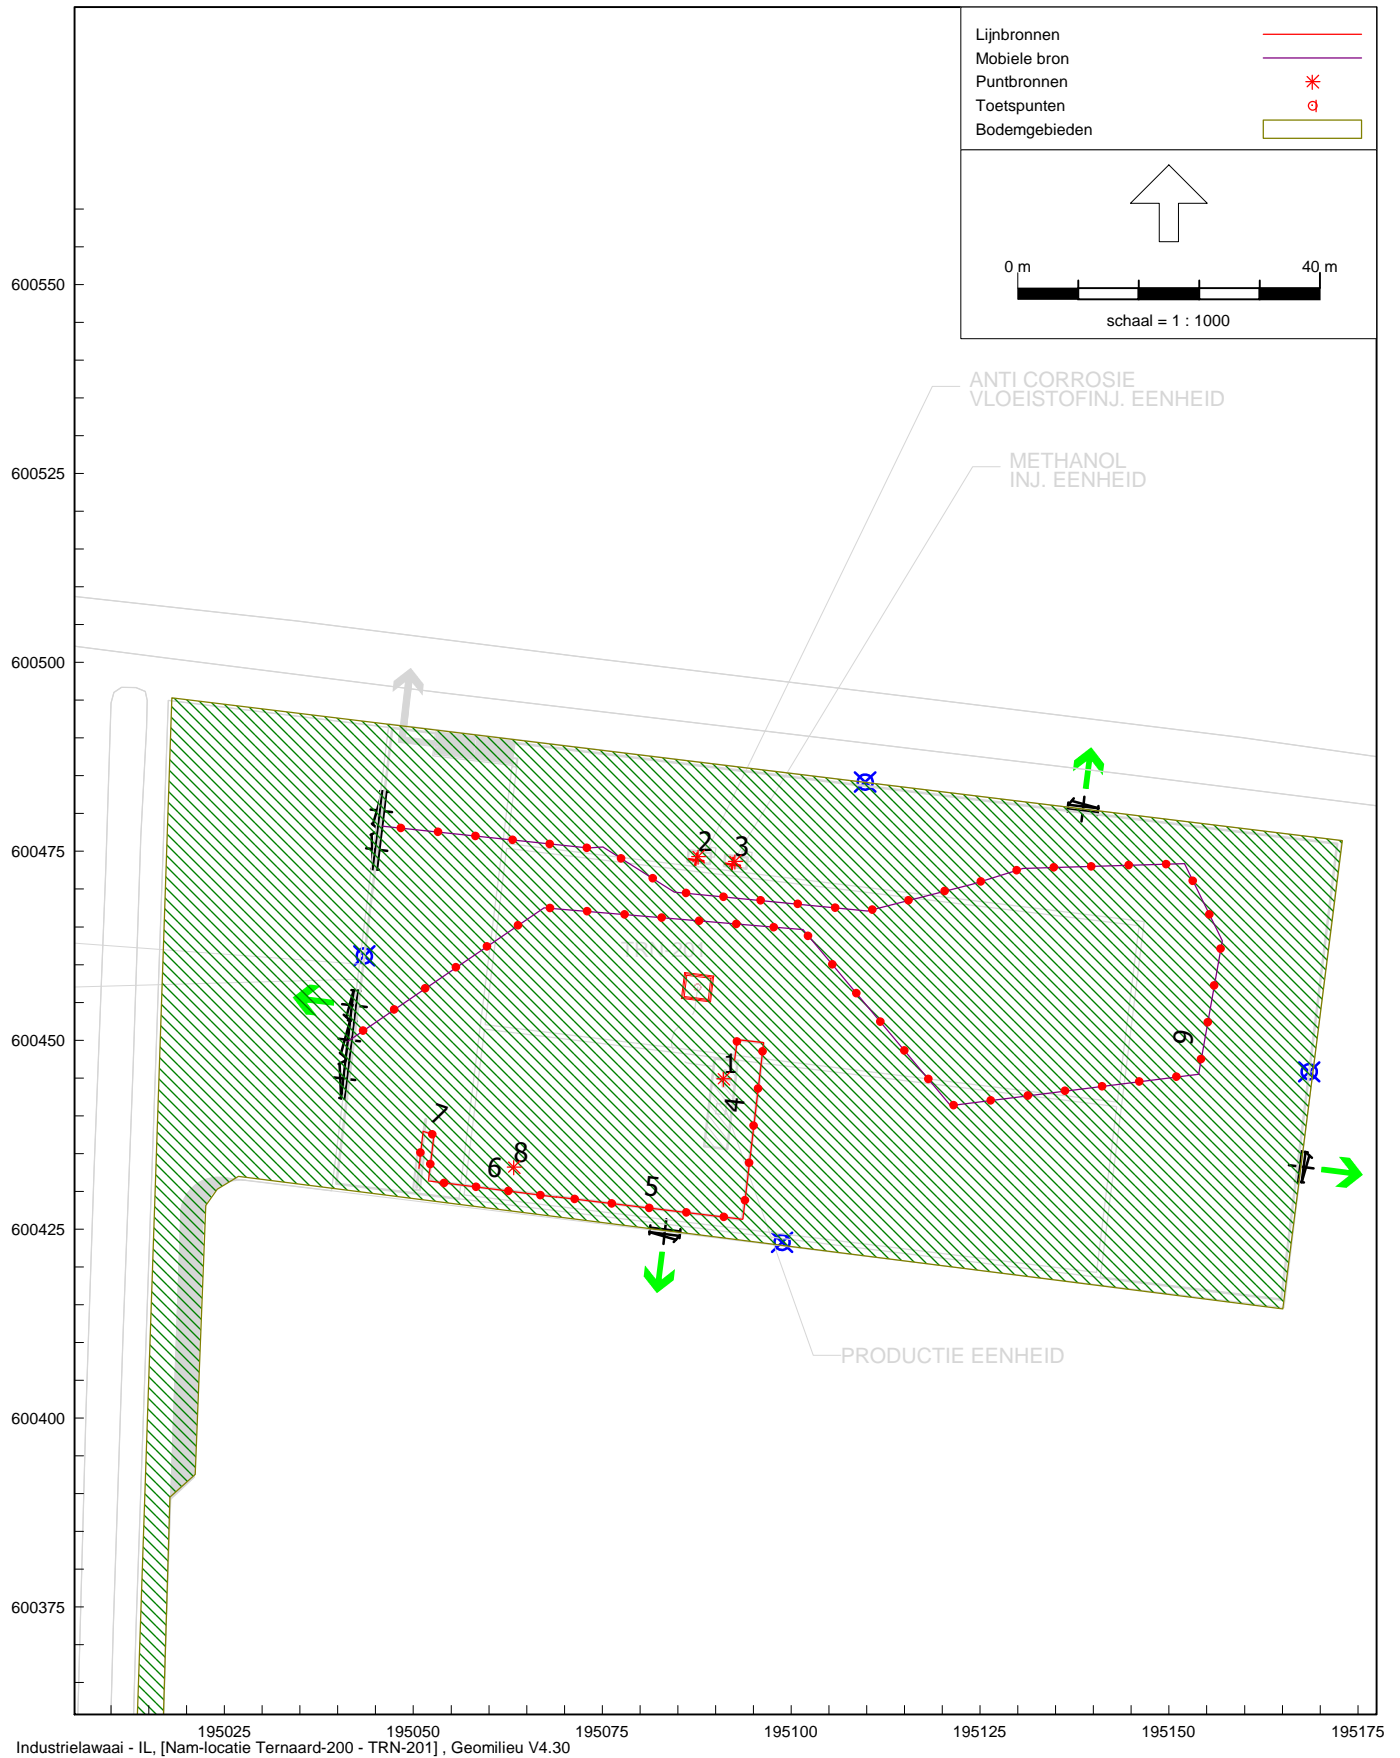 Lijnbronnen
Mobiele bron
Puntbronnen
Toetspunten
Bodemgebieden
0 m 40 m
schaal = 1 : 1000
600550
ANTI CORROSIE
VLOEISTOFINJ. EENHEID
METHANOL
INJ. EENHEID
600525
600500
600475
2
3
TRN-201
600450
9
1
4
7
8
6
5
600425
PRODUCTIE EENHEID
600400
600375
195025 195050 195075 195100 195125 195150 195175
Industrielawaai - IL, [Nam-locatie Ternaard-200 - TRN-201] , Geomilieu V4.30